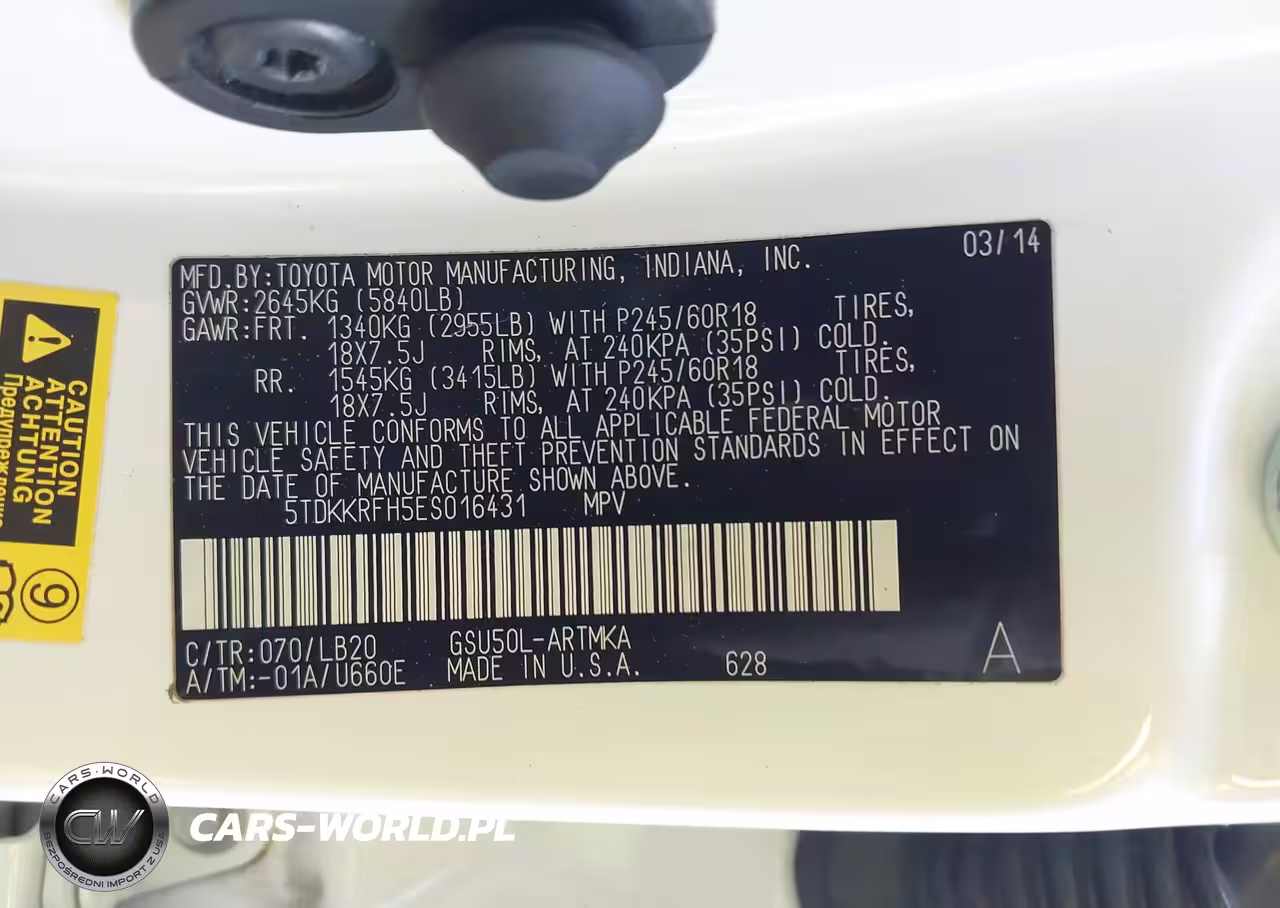 MFD.BY:TOYOTA MOTOR MANUFACTURING, INDIANA, INC. 03/14
GVWR:2645KG (5840LB)
GAWR:FRT. 1340KG (2955LB) WITH P245/60R18 TIRES,
18X7.5J RIMS, AT 240KPA (35PSI) COLD.
RR. 1545KG (3415LB) WITH P245/60R18 TIRES,
18X7.5J RIMS, AT 240KPA (35PSI) COLD.
THIS VEHICLE CONFORMS TO ALL APPLICABLE FEDERAL MOTOR
VEHICLE SAFETY AND THEFT PREVENTION STANDARDS IN EFFECT ON
THE DATE OF MANUFACTURE SHOWN ABOVE.
5TDKKRFH5ES016431 MPV
C/TR:070/LB20 GSU50L-ARTMKA
A/TM:-01A/U660E MADE IN U.S.A. 628 A
CAUTION
ATTENTION
ACHTUNG
9
CARS-WORLD
CW
BEZPOŚREDNI IMPORT Z USA
CARS-WORLD.PL